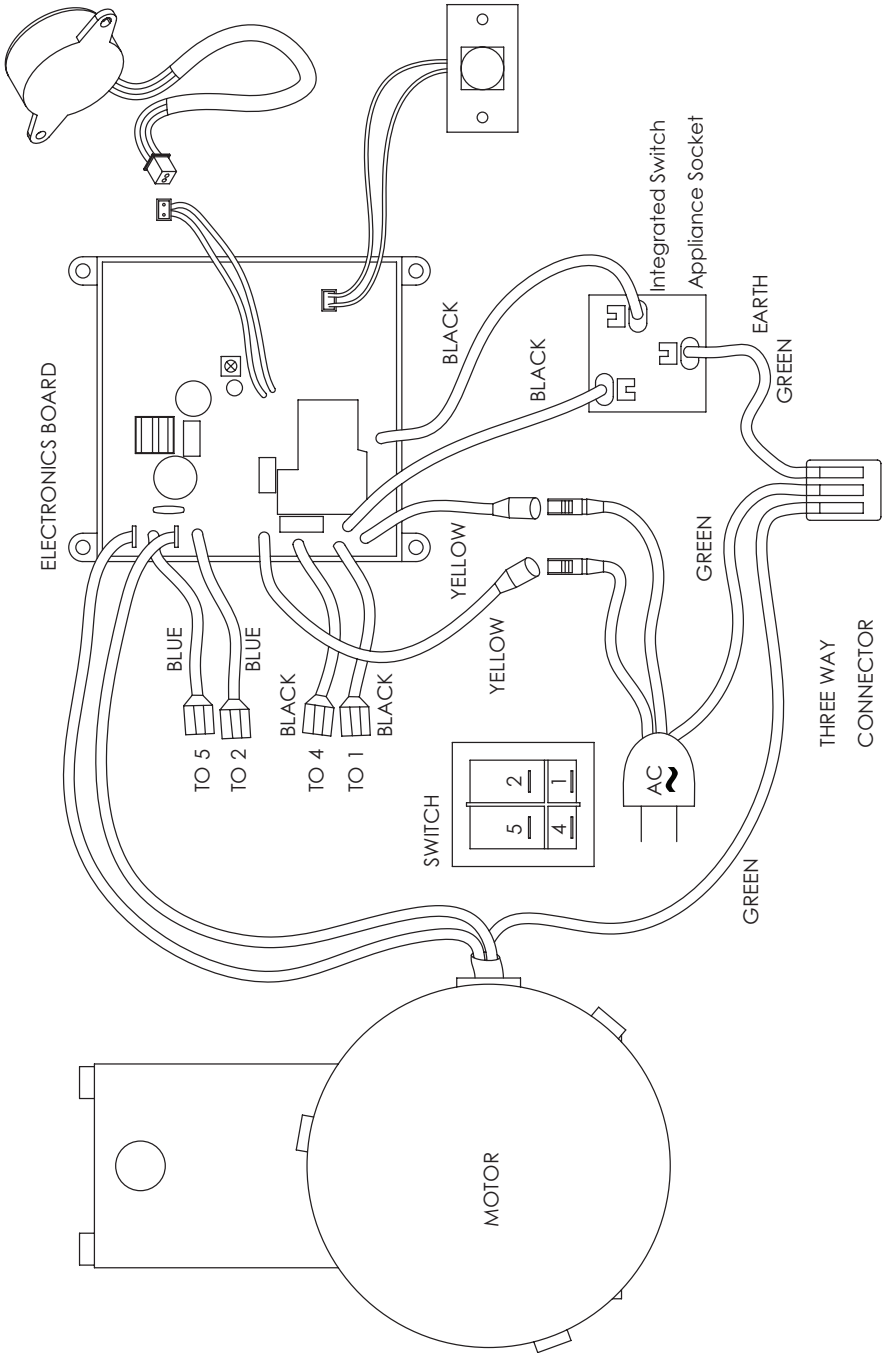 ELECTRONICS BOARD
BLUE
BLUE
BLACK
BLACK
TO 5
TO 2
TO 4
TO 1
YELLOW
YELLOW
BLACK
BLACK
Integrated Switch
Appliance Socket
EARTH
GREEN
GREEN
SWITCH
5
2
4
1
AC
~
GREEN
THREE WAY
CONNECTOR
MOTOR